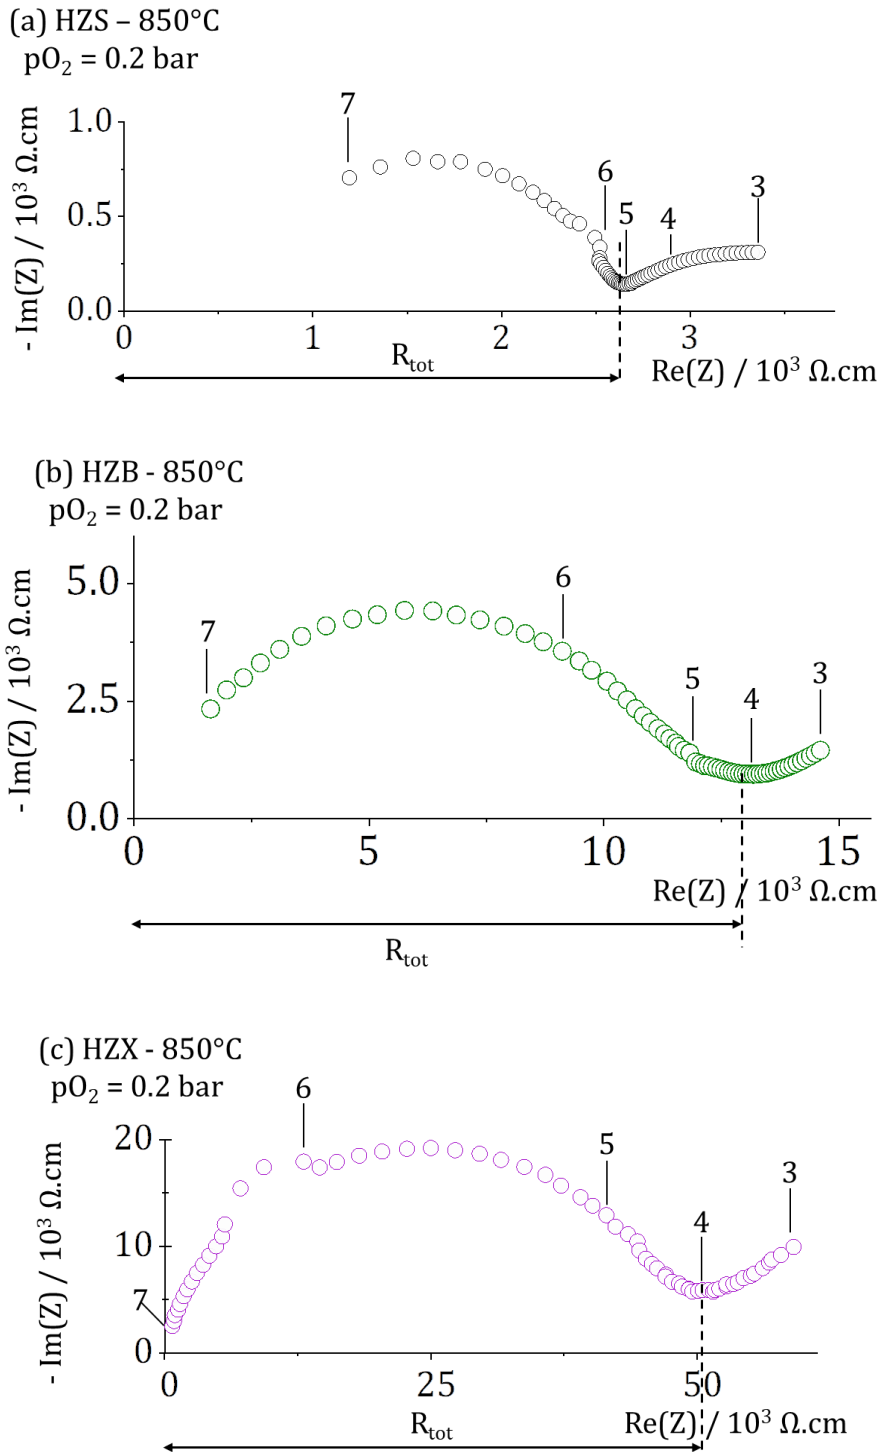 (a) HZS – 850°C
pO₂ = 0.2 bar
- Im(Z) / 10³ Ω.cm
1.0
0.5
0.0
7
6
5
4
3
0
1
2
3
R_tot
Re(Z) / 10³ Ω.cm
(b) HZB - 850°C
pO₂ = 0.2 bar
- Im(Z) / 10³ Ω.cm
5.0
2.5
0.0
7
6
5
4
3
0
5
10
15
Re(Z) / 10³ Ω.cm
R_tot
(c) HZX - 850°C
pO₂ = 0.2 bar
- Im(Z) / 10³ Ω.cm
20
10
0
7
6
5
4
3
0
25
50
R_tot
Re(Z) / 10³ Ω.cm